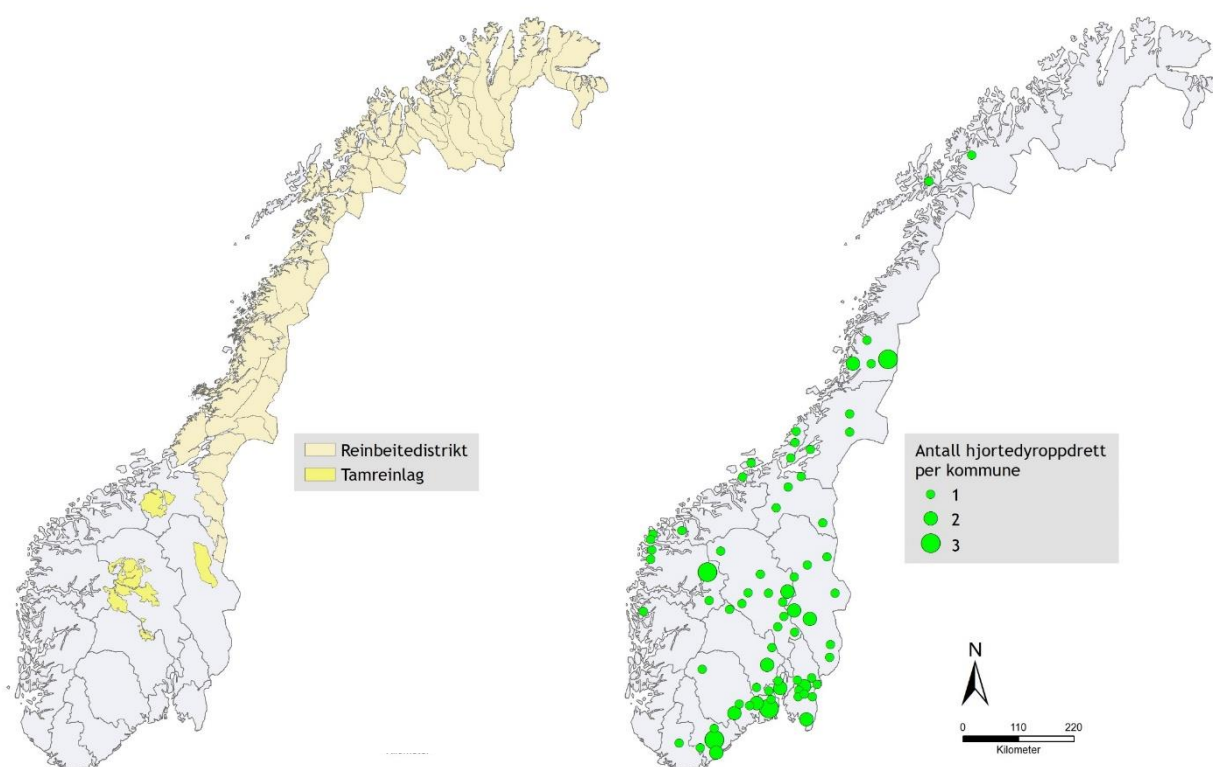 Reinbeitedistrikt
Tamreinlag
Antall hjortedyroppdrett
per kommune
1
2
3
N
0 110 220
Kilometer